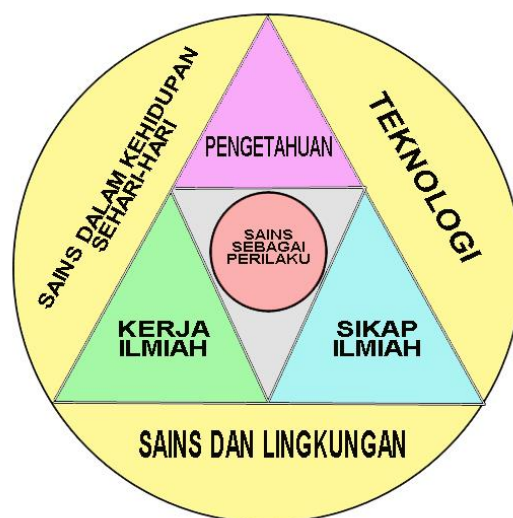 SAINS DALAM KEHIDUPAN
SEHARI-HARI
TEKNOLOGI
PENGETAHUAN
SAINS
SEBAGAI
PERILAKU
KERJA
ILMIAH
SIKAP
ILMIAH
SAINS DAN LINGKUNGAN